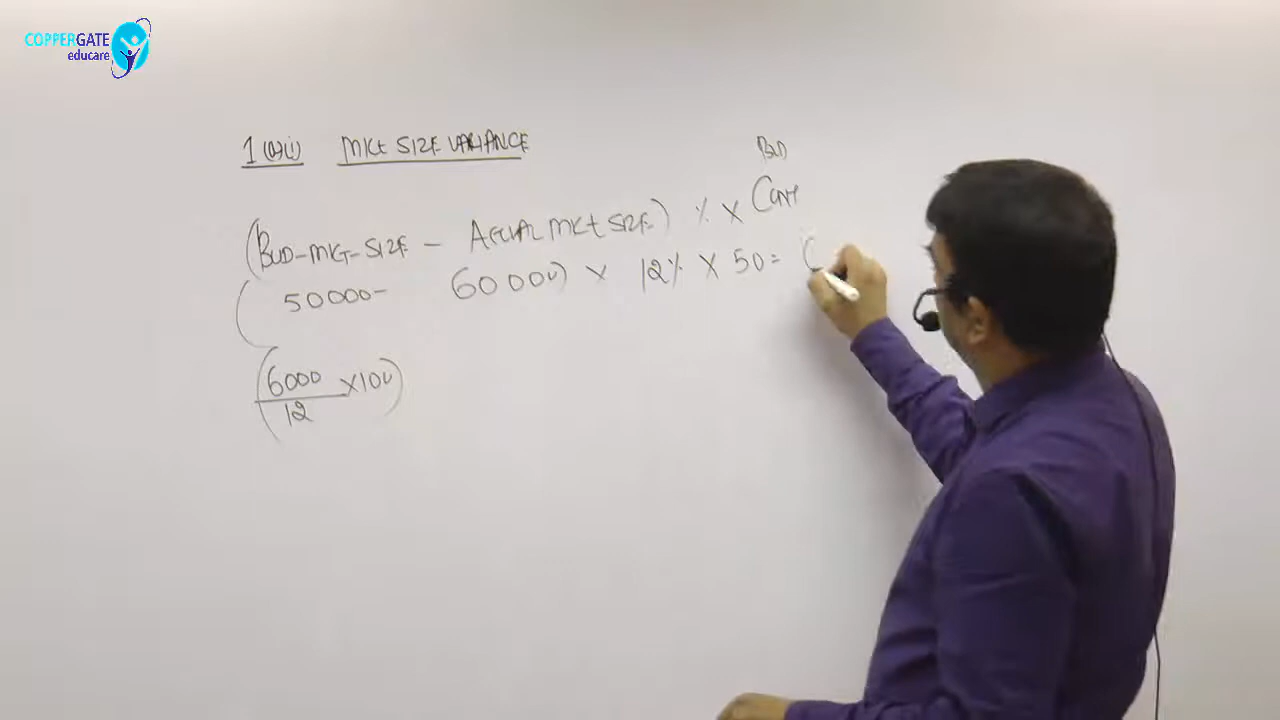 COPPERGATE
educare
1(a)(i) MKt SIZE VARIANCE
BUD
(BUD-MKT-SIZE - ACTUAL MKt SIZE) % X Cont
(50000- 60000) X 12% X 50= (
(6000 X100)
12